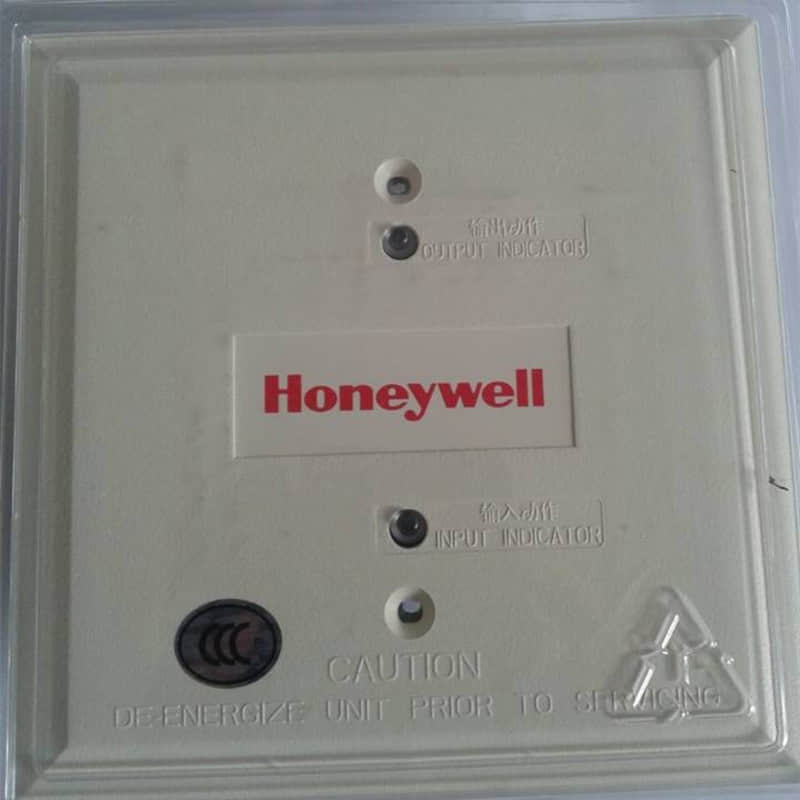 输出动作
OUTPUT INDICATOR
Honeywell
输入动作
INPUT INDICATOR
CCC
CAUTION
DE-ENERGIZE UNIT PRIOR TO SERVICING